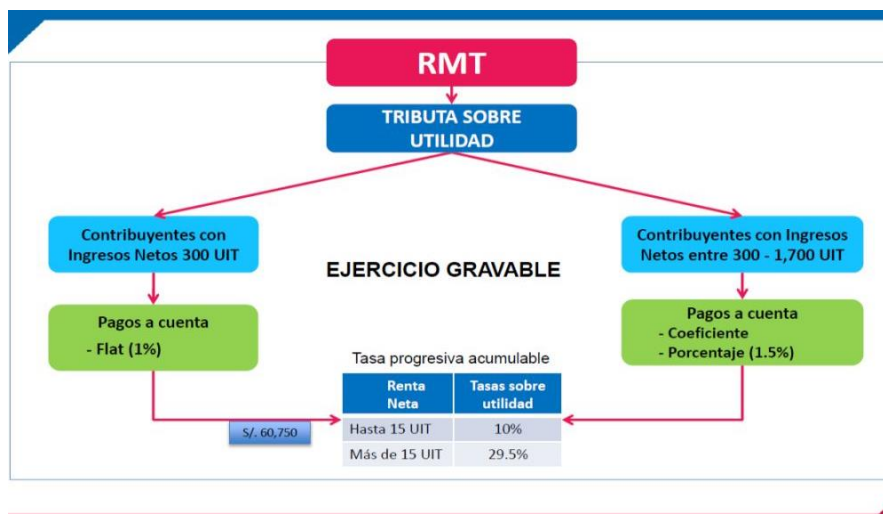 RMT
TRIBUTA SOBRE
UTILIDAD
Contribuyentes con
Ingresos Netos 300 UIT
Contribuyentes con Ingresos
Netos entre 300 - 1,700 UIT
EJERCICIO GRAVABLE
Pagos a cuenta
- Flat (1%)
Pagos a cuenta
- Coeficiente
- Porcentaje (1.5%)
Tasa progresiva acumulable
Renta
Neta
Tasas sobre
utilidad
S/. 60,750
Hasta 15 UIT 10%
Más de 15 UIT 29.5%